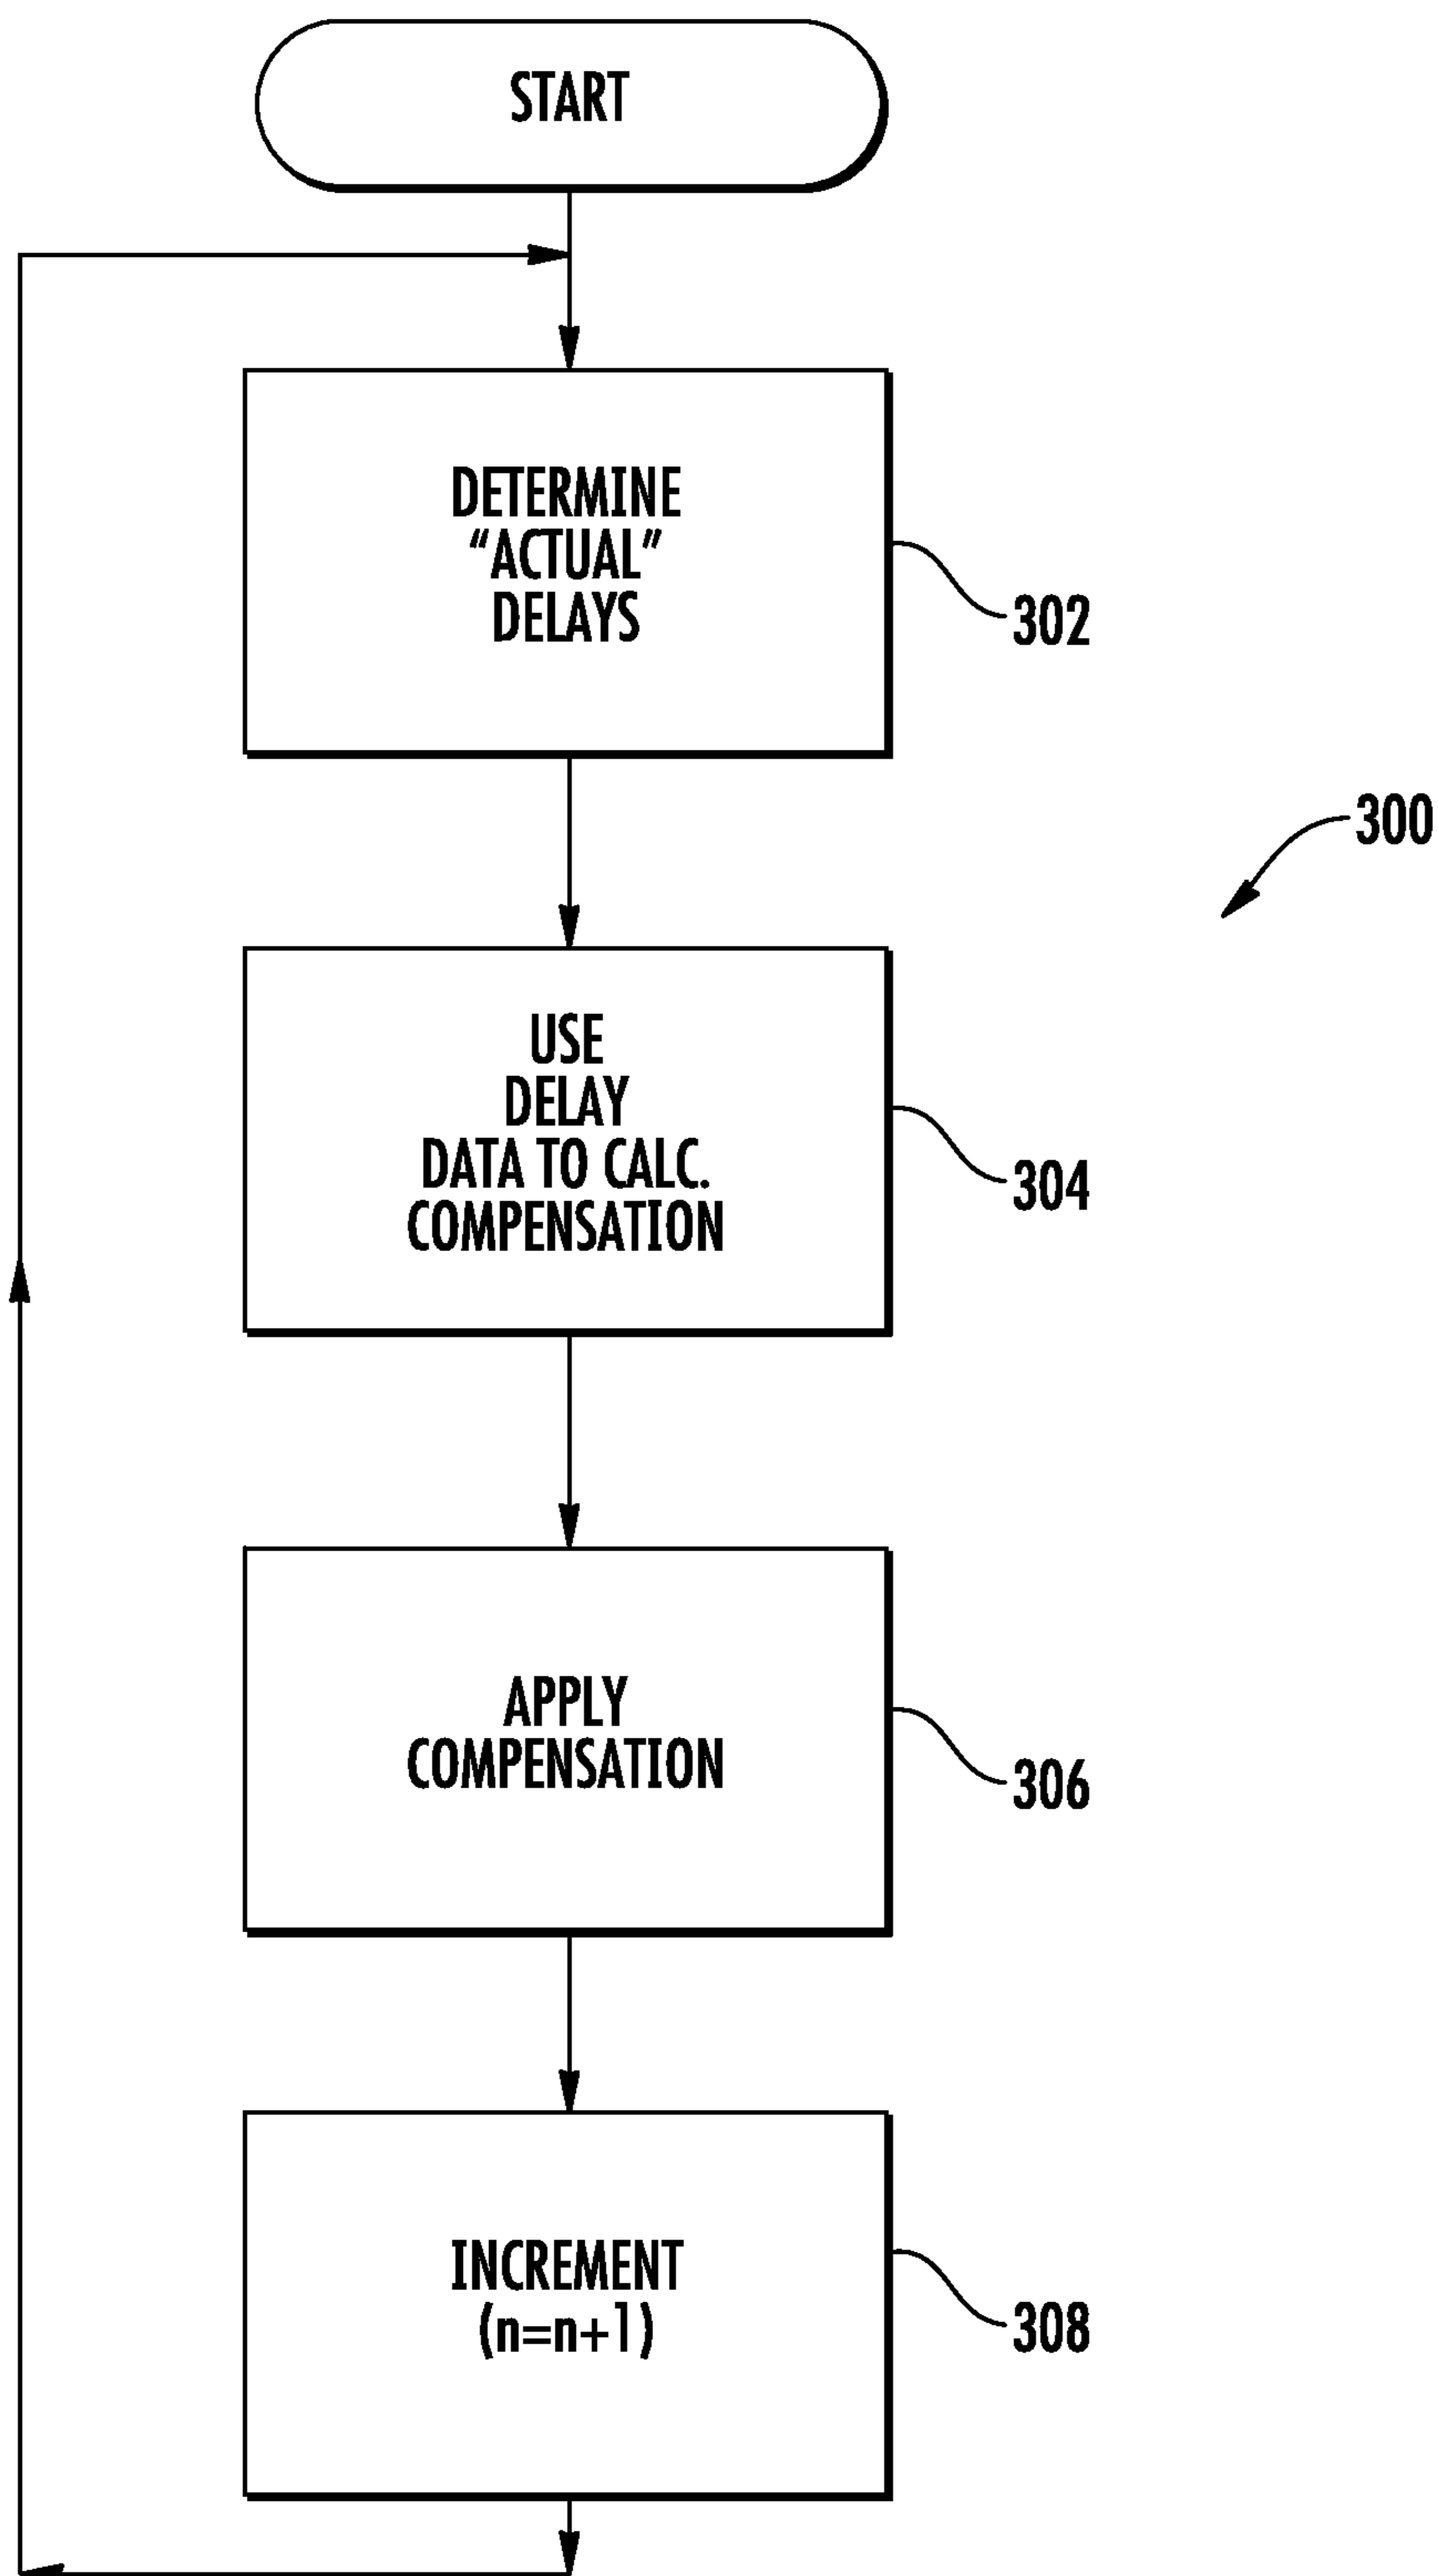 START
DETERMINE
“ACTUAL”
DELAYS
302
300
USE
DELAY
DATA TO CALC.
COMPENSATION
304
APPLY
COMPENSATION
306
INCREMENT
(n=n+1)
308